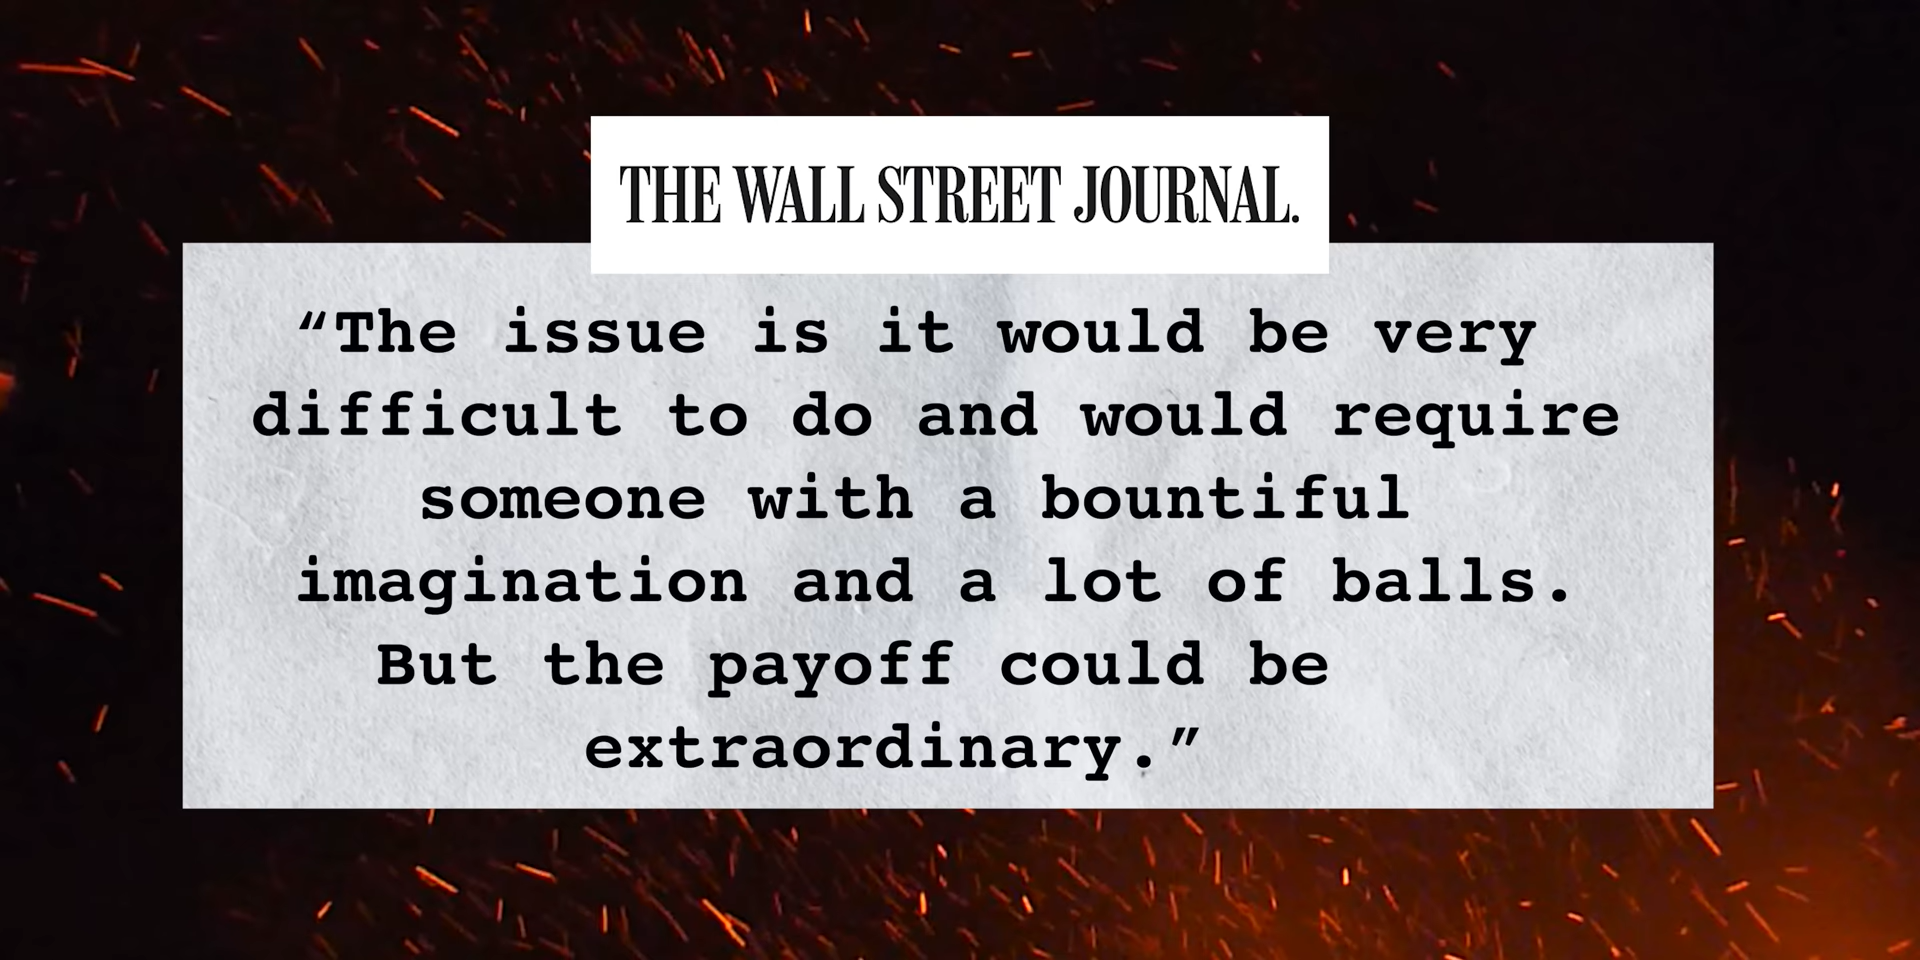 THE WALL STREET JOURNAL.
“The issue is it would be very
difficult to do and would require
someone with a bountiful
imagination and a lot of balls.
But the payoff could be
extraordinary.”